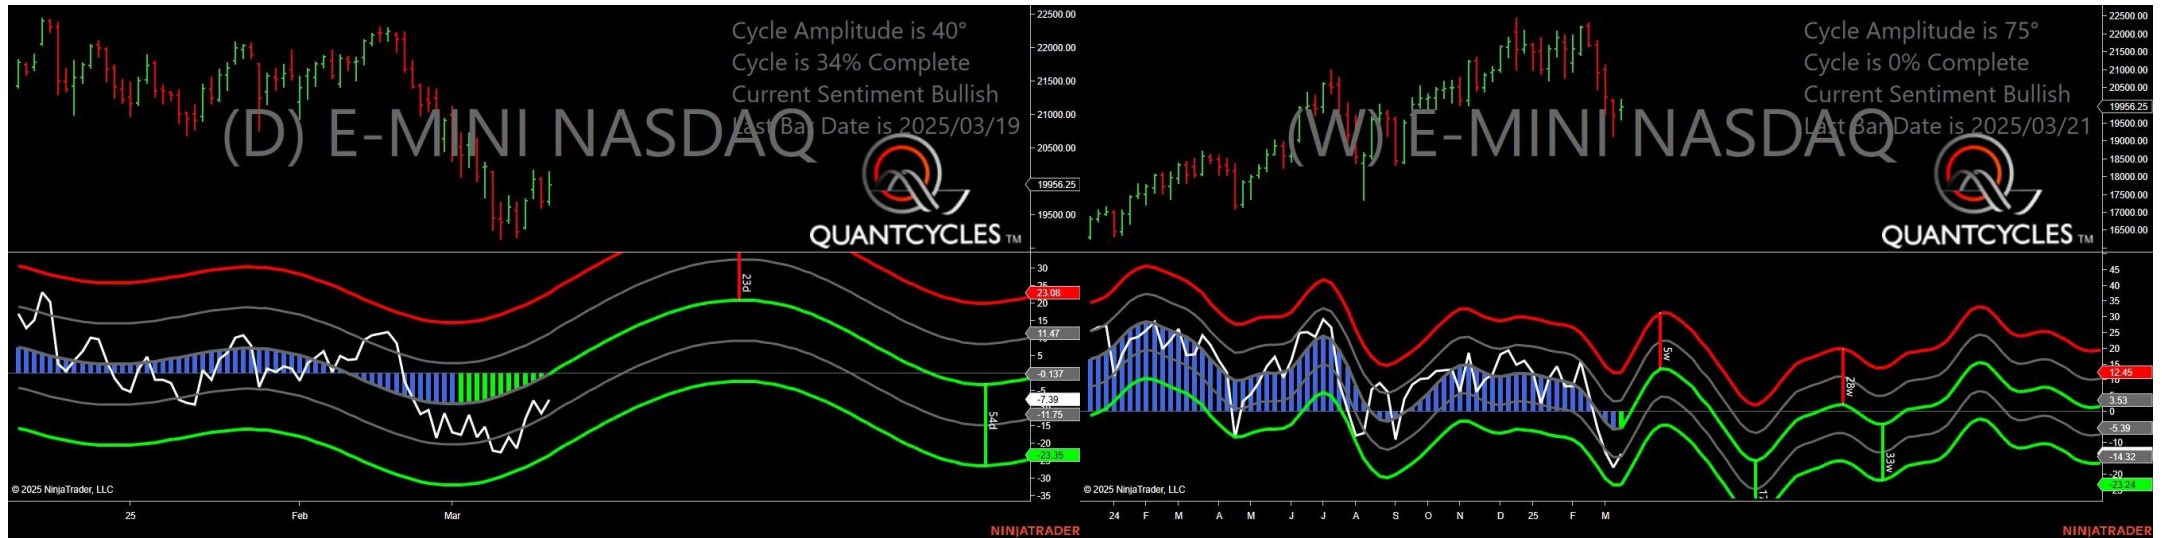 Cycle Amplitude is 40°
Cycle is 34% Complete
Current Sentiment Bullish
Last Bar Date is 2025/03/19
(D) E-MINI NASDAQ
QUANTCYCLES TM
22500.00
22000.00
21500.00
21000.00
20500.00
19956.25
19500.00
30
23.08
20
15
11.47
5
-0.137
-5
-7.39
-11.75
-15
-20
-23.35
-30
-35
23d
54d
© 2025 NinjaTrader, LLC
25 Feb Mar
NINJATRADER
Cycle Amplitude is 75°
Cycle is 0% Complete
Current Sentiment Bullish
Last Bar Date is 2025/03/21
(W) E-MINI NASDAQ
QUANTCYCLES TM
22500.00
22000.00
21500.00
21000.00
20500.00
19956.25
19500.00
19000.00
18500.00
18000.00
17500.00
17000.00
16500.00
45
40
35
30
25
20
15
12.45
10
3.53
0
-5.39
-10
-14.32
-20
-23.24
5w
28w
33w
© 2025 NinjaTrader, LLC
24 F M A M J J A S O N D 25 F M
NINJATRADER